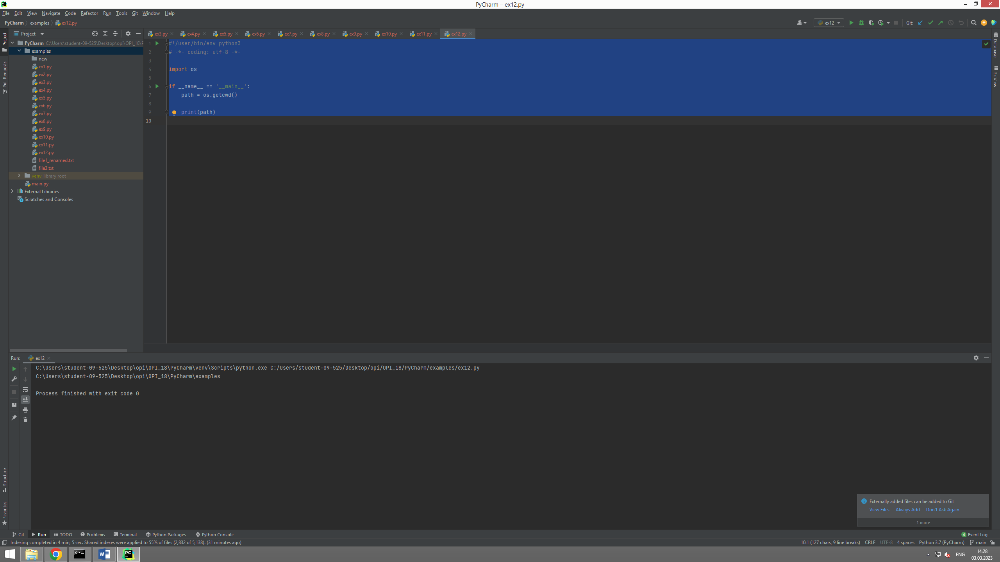 PyCharm – ex12.py
File Edit View Navigate Code Refactor Run Tools Git Window Help
PyCharm examples ex12.py
ex12 Git:
Project
ex3.py ex4.py ex5.py ex6.py ex7.py ex8.py ex9.py ex10.py ex11.py ex12.py
Project
Pull Requests
Structure
Favorites
Database
SciView
PyCharm C:\Users\student-09-525\Desktop\opi\OPI_18\P
examples
new
ex1.py
ex2.py
ex3.py
ex4.py
ex5.py
ex6.py
ex7.py
ex8.py
ex9.py
ex10.py
ex11.py
ex12.py
file1_renamed.txt
file3.txt
venv library root
main.py
External Libraries
Scratches and Consoles
1 #!/user/bin/env python3
2 # -*- coding: utf-8 -*-
3
4 import os
5
6 if __name__ == '__main__':
7 path = os.getcwd()
8
9 print(path)
10
Run: ex12
C:\Users\student-09-525\Desktop\opi\OPI_18\PyCharm\venv\Scripts\python.exe C:/Users/student-09-525/Desktop/opi/OPI_18/PyCharm/examples/ex12.py
C:\Users\student-09-525\Desktop\opi\OPI_18\PyCharm\examples
Process finished with exit code 0
Externally added files can be added to Git
View Files Always Add Don't Ask Again
1 more
Git Run TODO Problems Terminal Python Packages Python Console 4 Event Log
Indexing completed in 4 min, 5 sec. Shared indexes were applied to 55% of files (2,832 of 5,138). (31 minutes ago) 10:1 (127 chars, 9 line breaks) CRLF UTF-8 4 spaces Python 3.7 (PyCharm) main
ENG 14:28
03.03.2023